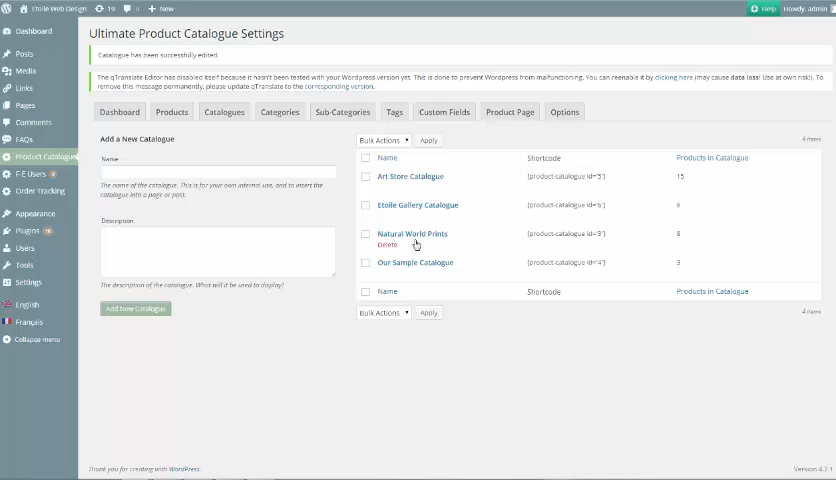 Etoile Web Design 19 0 + New Help Howdy, admin
Dashboard
Posts
Media
Links
Pages
Comments
FAQs
Product Catalogue
F-E Users 0
Order Tracking
Appearance
Plugins
Users
Tools
Settings
English
Français
Collapse menu
Ultimate Product Catalogue Settings
Catalogue has been successfully edited.
The qTranslate Editor has disabled itself because it hasn't been tested with your Wordpress version yet. This is done to prevent Wordpress from malfunctioning. You can reenable it by clicking here (may cause data loss! Use at own risk!). To
remove this message permanently, please update qTranslate to the corresponding version.
Dashboard Products Catalogues Categories Sub-Categories Tags Custom Fields Product Page Options
Add a New Catalogue
Name
The name of the catalogue. This is for your own internal use, and to insert the
catalogue into a page or post.
Description
The description of the catalogue. What will it be used to display?
Add New Catalogue
Bulk Actions Apply 4 items
Name Shortcode Products in Catalogue
Art Store Catalogue [product-catalogue id='5'] 15
Etoile Gallery Catalogue [product-catalogue id='6'] 6
Natural World Prints [product-catalogue id='3'] 8
Delete
Our Sample Catalogue [product-catalogue id='4'] 3
Name Shortcode Products in Catalogue
Bulk Actions Apply 4 items
Thank you for creating with WordPress.
Version 4.2.1